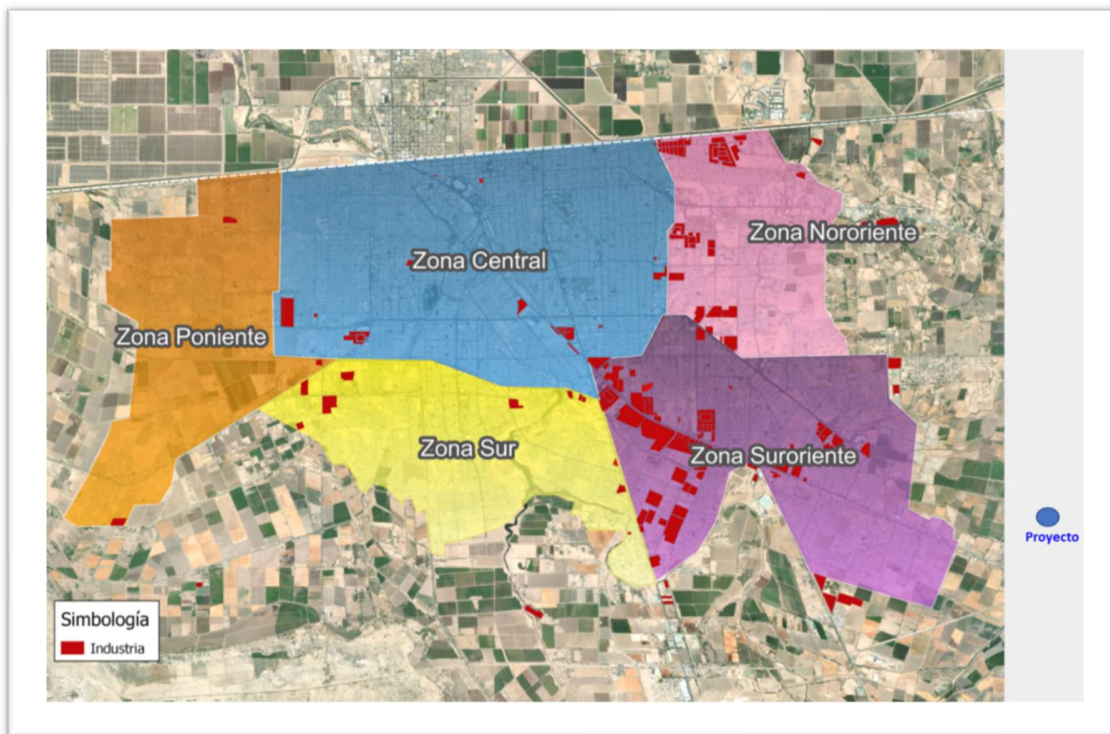 Zona Nororiente
Zona Central
Zona Poniente
Zona Sur
Zona Suroriente
Proyecto
Simbología
Industria